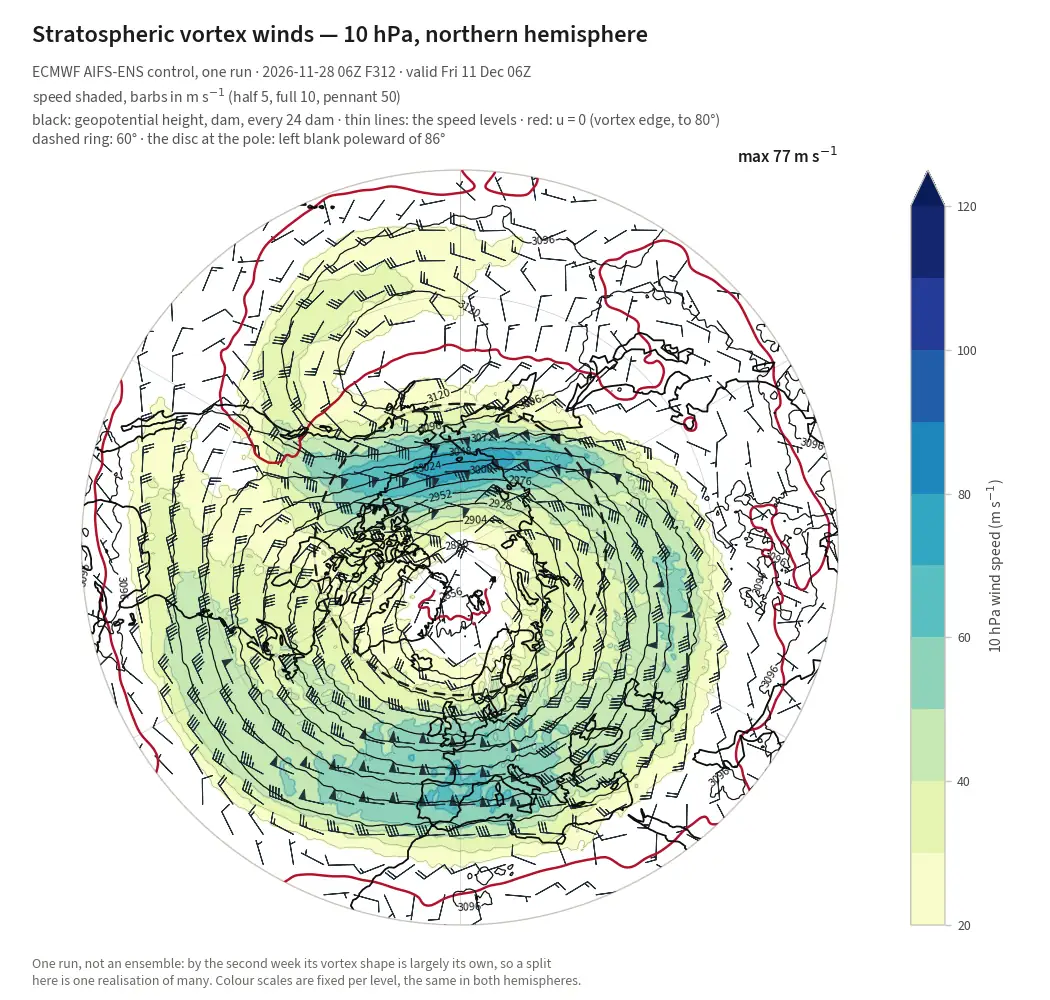 Stratospheric vortex winds — 10 hPa, northern hemisphere
ECMWF AIFS-ENS control, one run · 2026-11-28 06Z F312 · valid Fri 11 Dec 06Z
speed shaded, barbs in m s⁻¹ (half 5, full 10, pennant 50)
black: geopotential height, dam, every 24 dam · thin lines: the speed levels · red: u = 0 (vortex edge, to 80°)
dashed ring: 60° · the disc at the pole: left blank poleward of 86°
max 77 m s⁻¹
120
100
80
60
40
20
10 hPa wind speed (m s⁻¹)
3096
3120
3120
3096
3024
2952
2928
2904
2976
3096
3096
3096
3096
3096
One run, not an ensemble: by the second week its vortex shape is largely its own, so a split
here is one realisation of many. Colour scales are fixed per level, the same in both hemispheres.